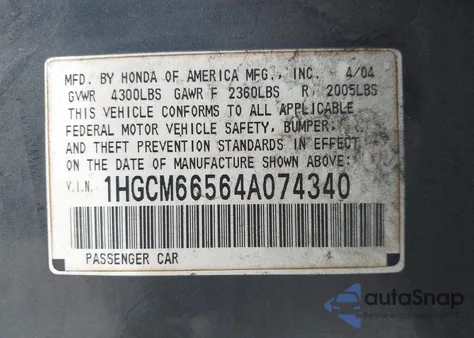 MFD. BY HONDA OF AMERICA MFG., INC. 4/04
GVWR 4300LBS GAWR F 2360LBS R 2005LBS
THIS VEHICLE CONFORMS TO ALL APPLICABLE
FEDERAL MOTOR VEHICLE SAFETY, BUMPER,
AND THEFT PREVENTION STANDARDS IN EFFECT
ON THE DATE OF MANUFACTURE SHOWN ABOVE.
V.I.N. 1HGCM66564A074340
PASSENGER CAR
autoSnap